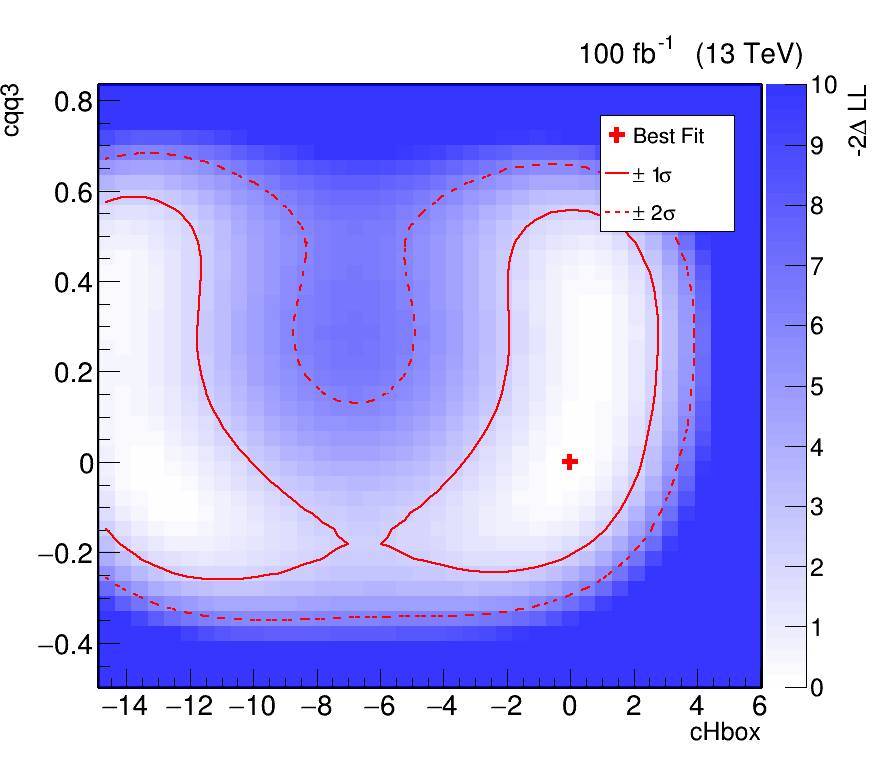 100 fb⁻¹ (13 TeV)
cqq3
-2Δ LL
Best Fit
± 1σ
± 2σ
0.8
0.6
0.4
0.2
0
−0.2
−0.4
10
9
8
7
6
5
4
3
2
1
0
−14 −12 −10 −8 −6 −4 −2 0 2 4 6
cHbox